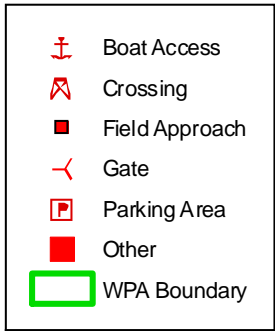 Boat Access
Crossing
Field Approach
Gate
P Parking Area
Other
WPA Boundary